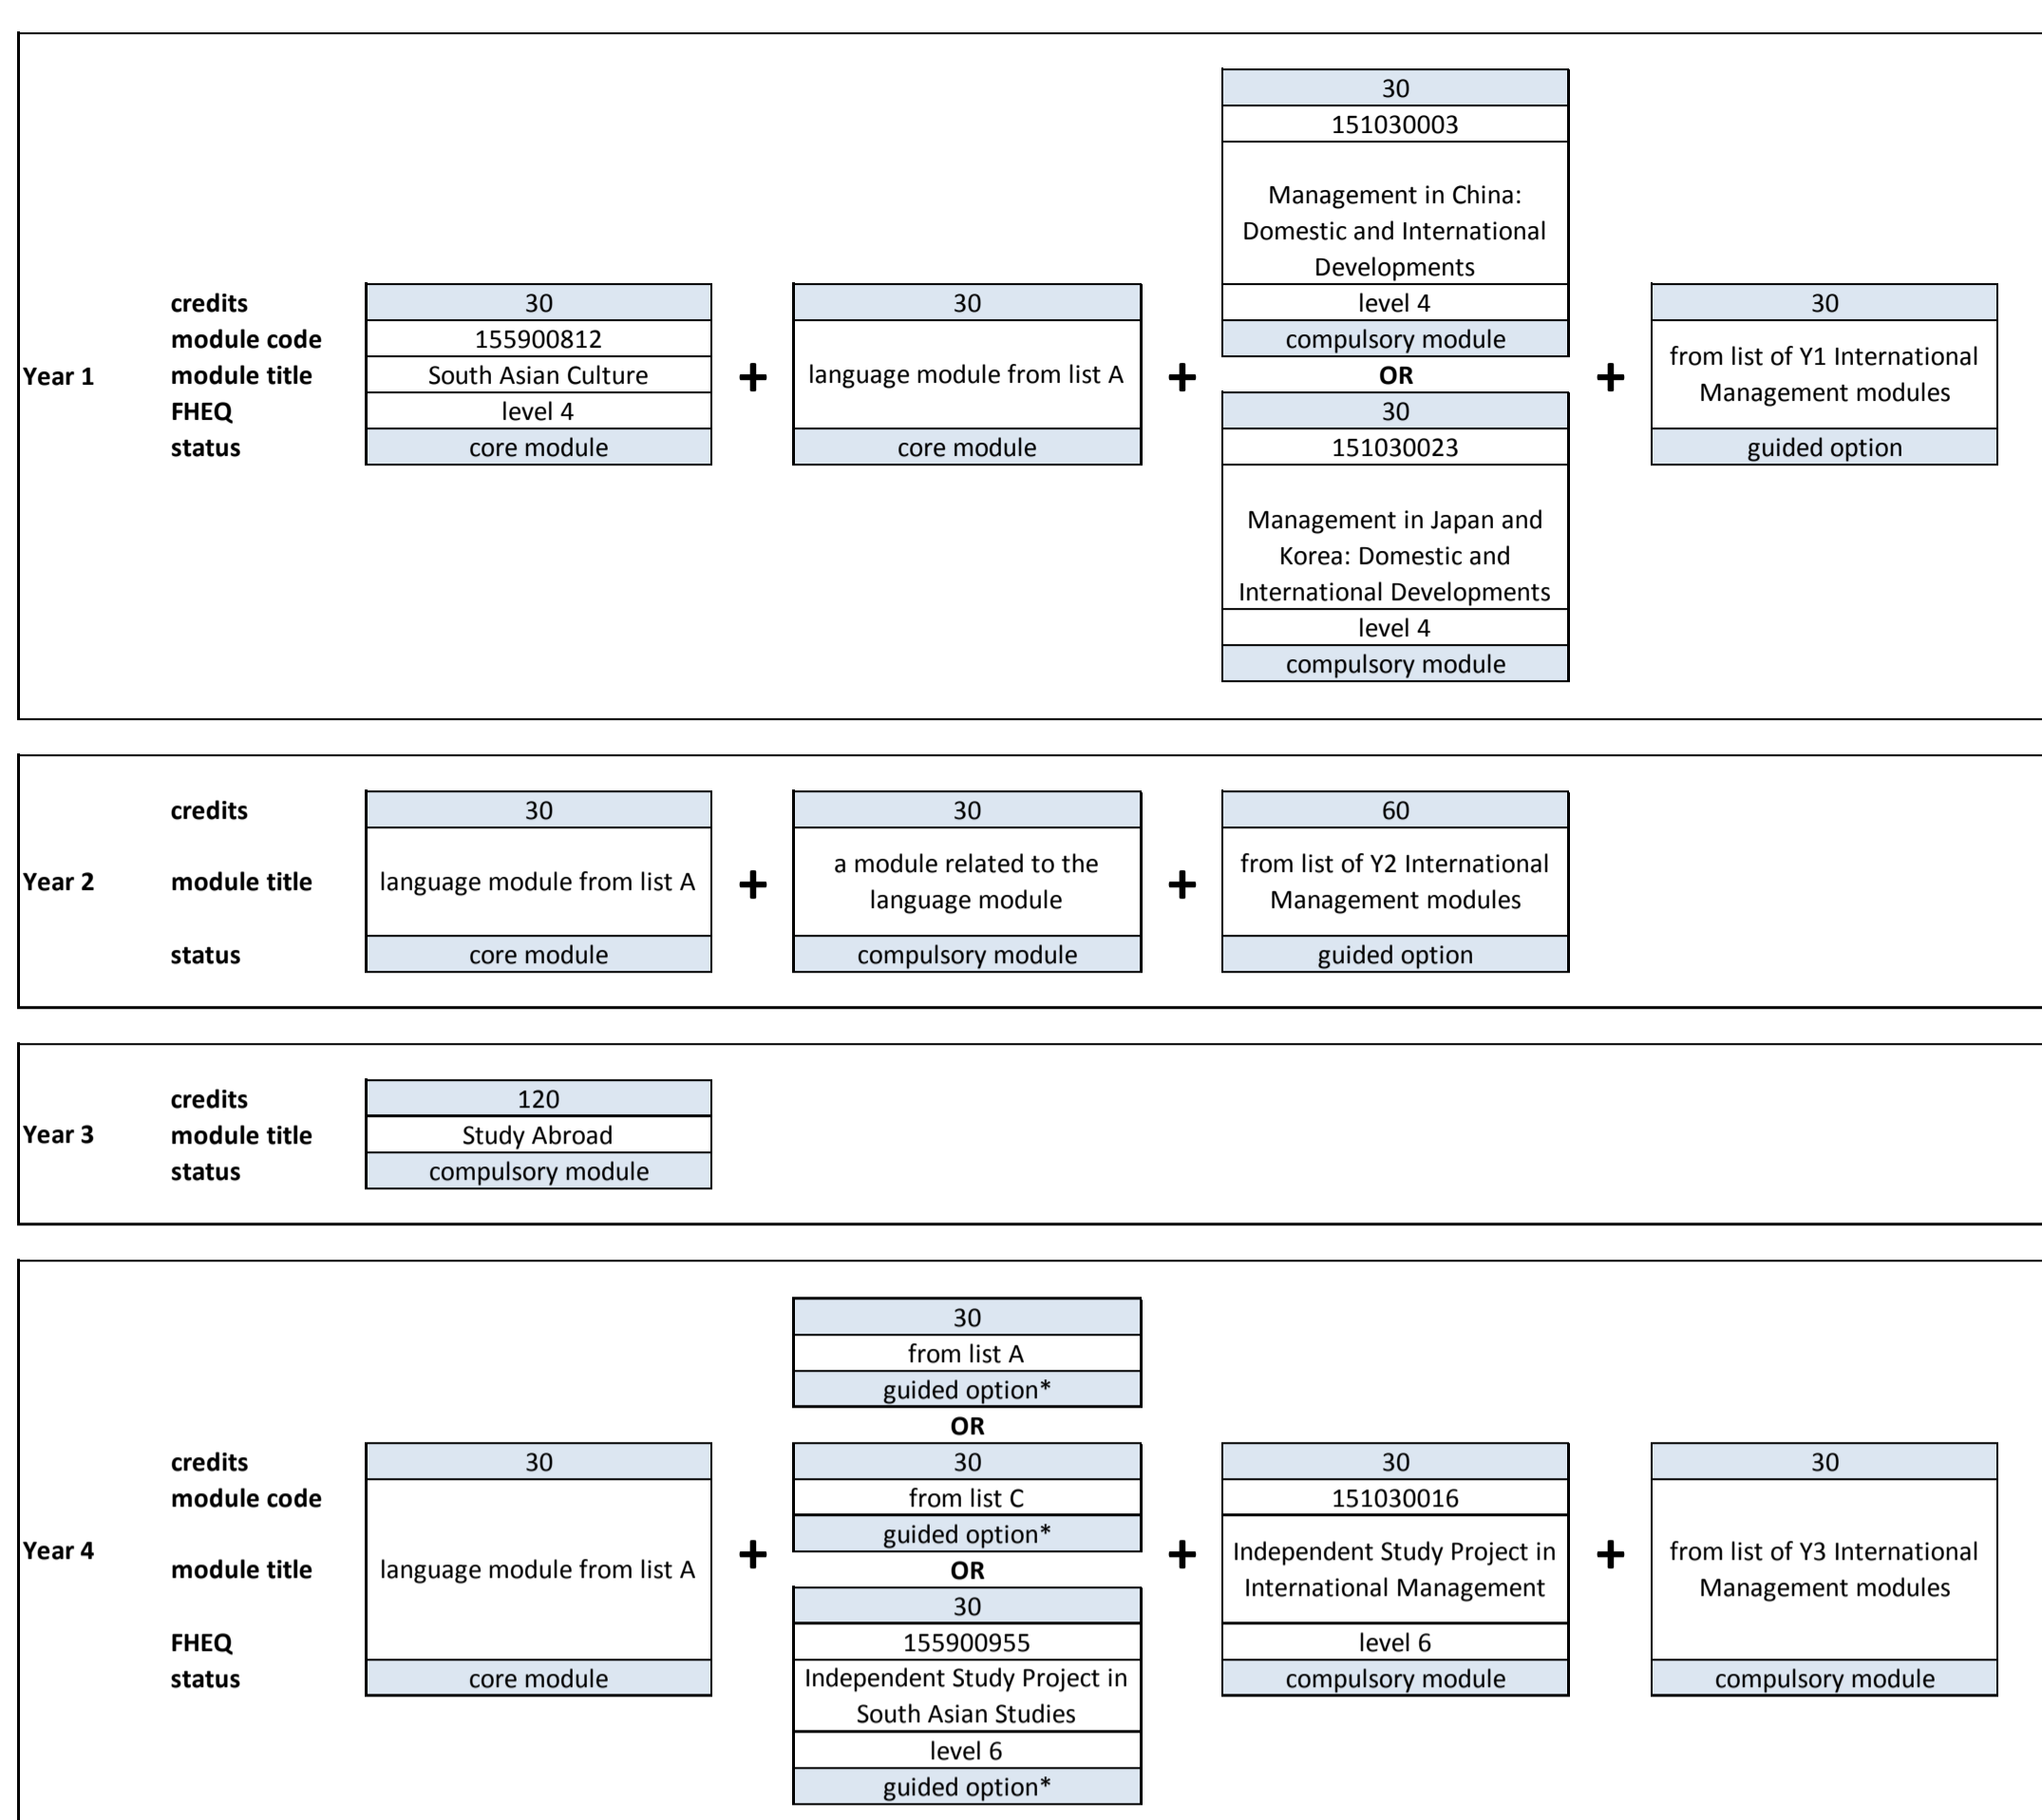 Year 1
credits
module code
module title
FHEQ
status
30
155900812
South Asian Culture
level 4
core module
+
30
language module from list A
core module
+
30
151030003
Management in China:
Domestic and International
Developments
level 4
compulsory module
OR
30
151030023
Management in Japan and
Korea: Domestic and
International Developments
level 4
compulsory module
+
30
from list of Y1 International
Management modules
guided option
Year 2
credits
module title
status
30
language module from list A
core module
+
30
a module related to the
language module
compulsory module
+
60
from list of Y2 International
Management modules
guided option
Year 3
credits
module title
status
120
Study Abroad
compulsory module
Year 4
credits
module code
module title
FHEQ
status
30
language module from list A
core module
+
30
from list A
guided option*
OR
30
from list C
guided option*
OR
30
155900955
Independent Study Project in
South Asian Studies
level 6
guided option*
+
30
151030016
Independent Study Project in
International Management
level 6
compulsory module
+
30
from list of Y3 International
Management modules
compulsory module